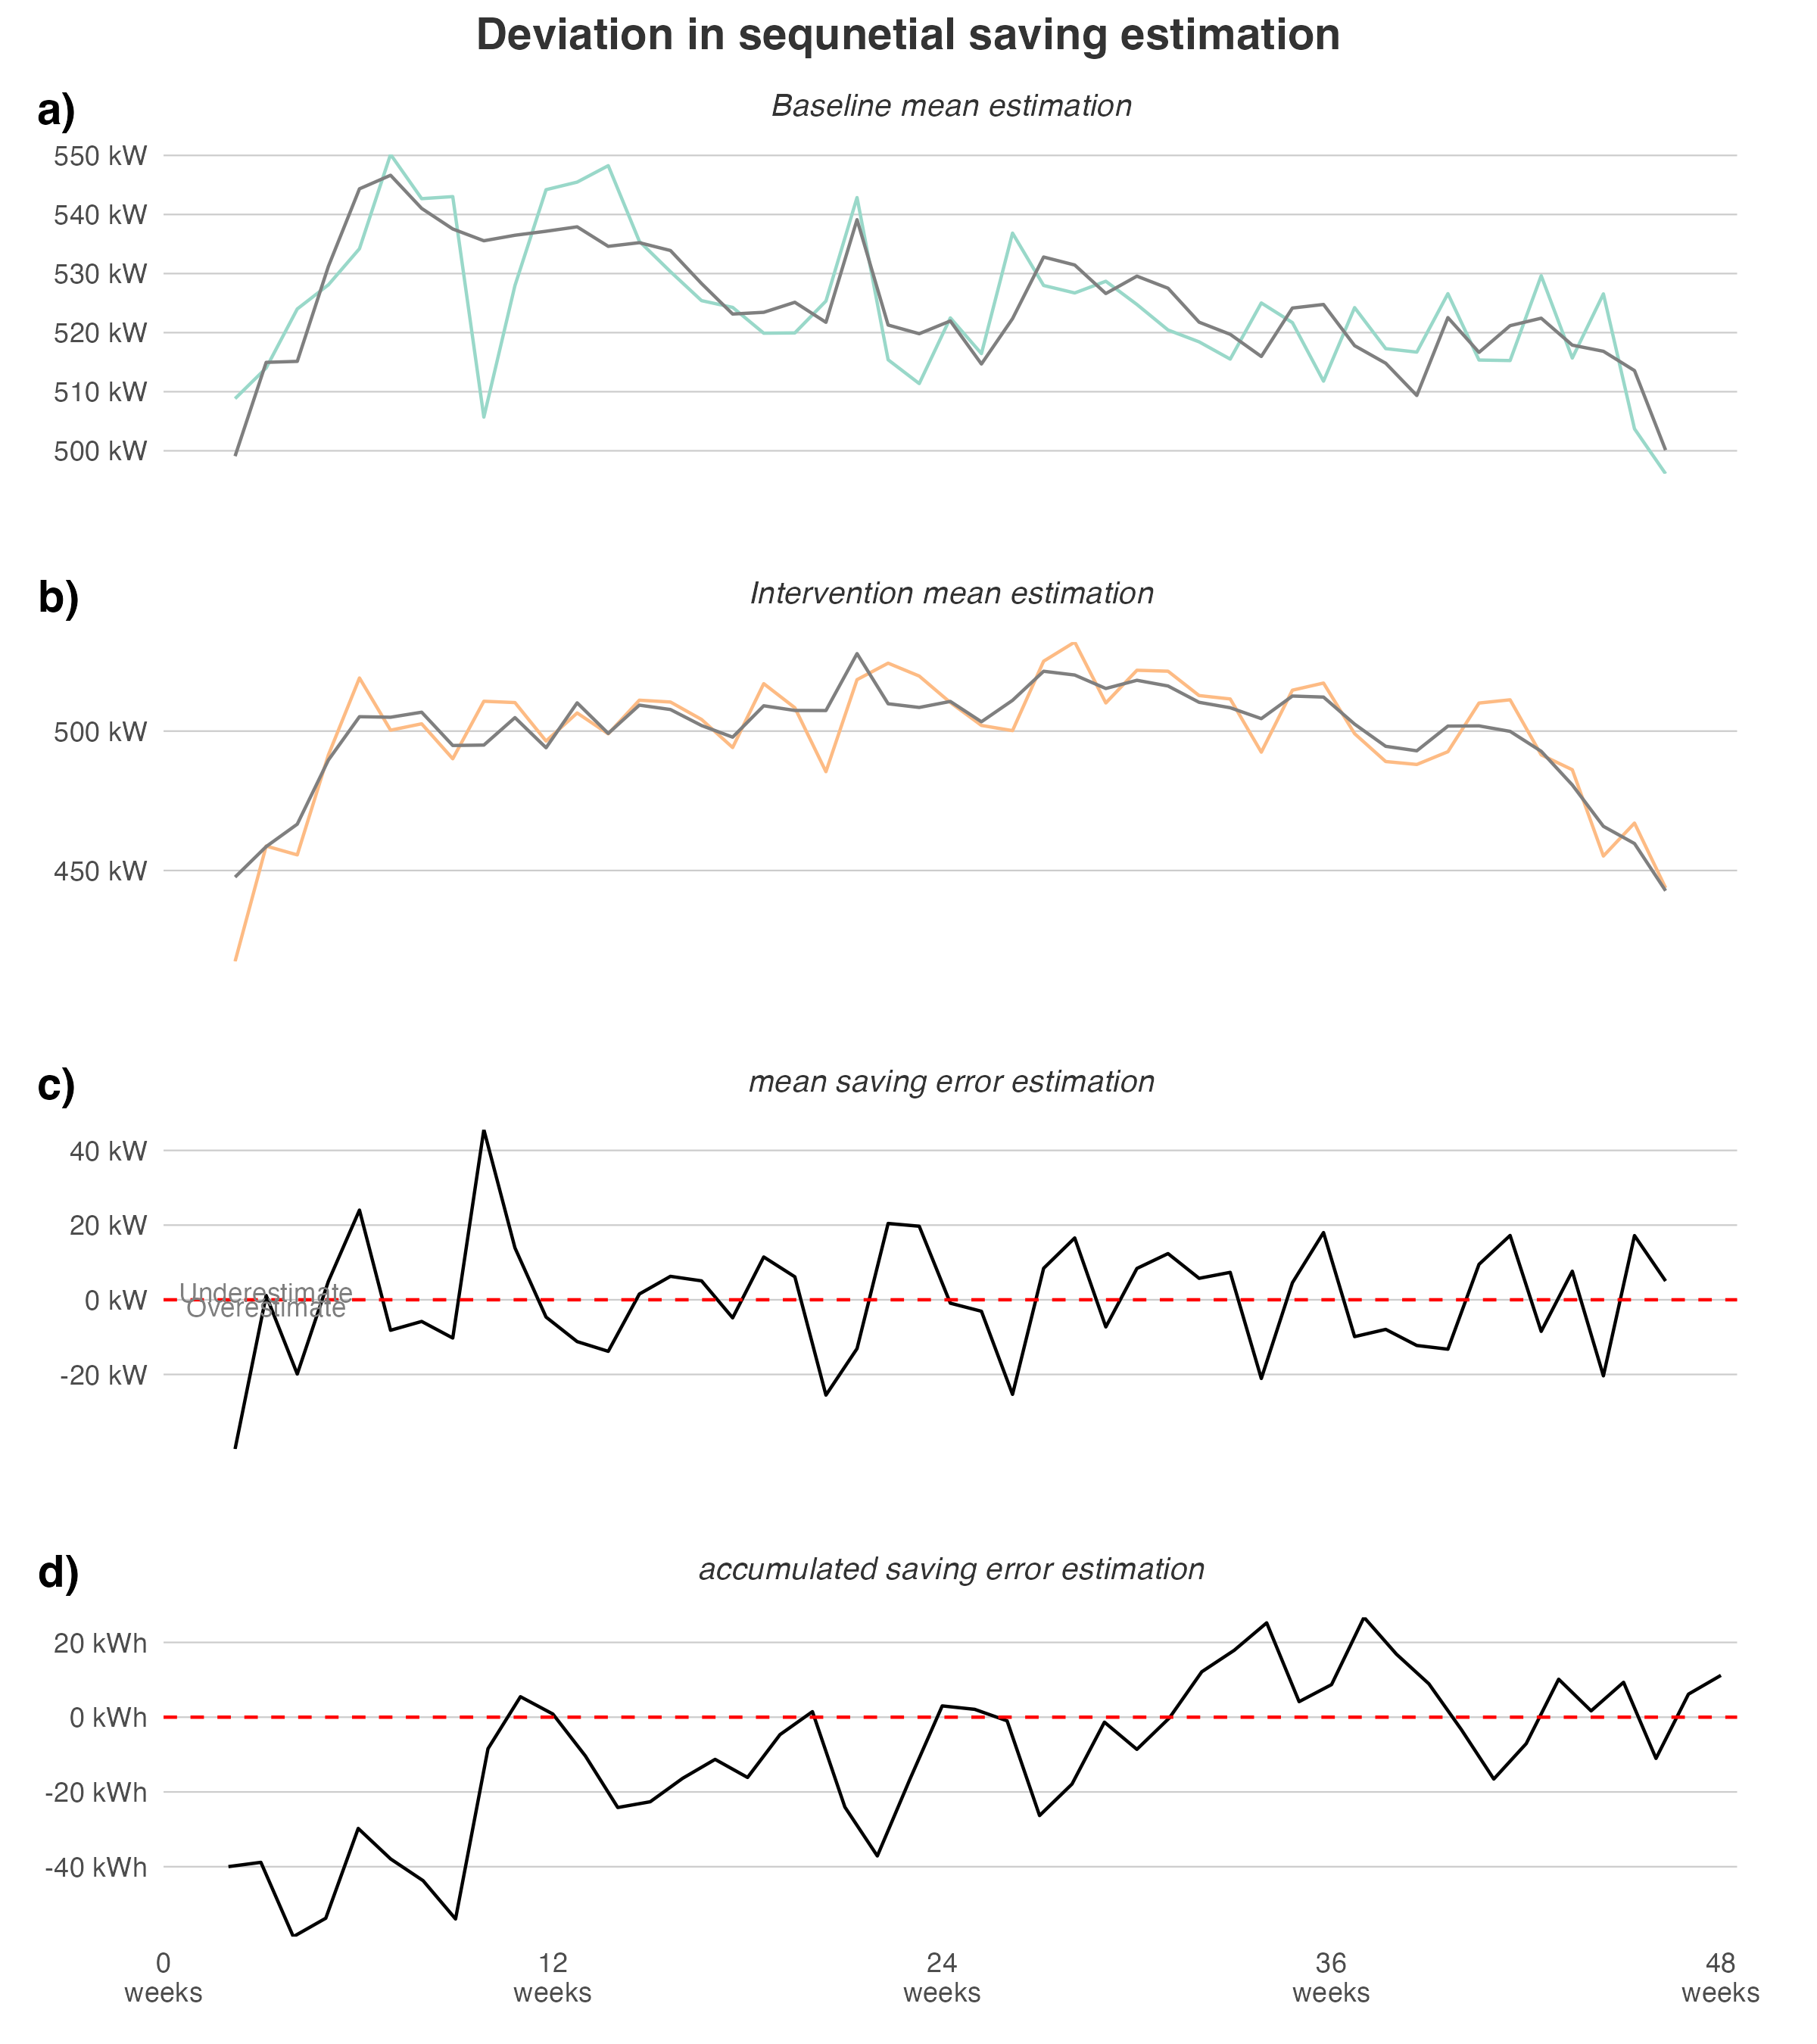 Deviation in sequnetial saving estimation
a)
Baseline mean estimation
550 kW
540 kW
530 kW
520 kW
510 kW
500 kW
b)
Intervention mean estimation
500 kW
450 kW
c)
mean saving error estimation
40 kW
20 kW
Underestimate
0 kW
Overestimate
-20 kW
d)
accumulated saving error estimation
20 kWh
0 kWh
-20 kWh
-40 kWh
0 12 24 36 48
weeks weeks weeks weeks weeks